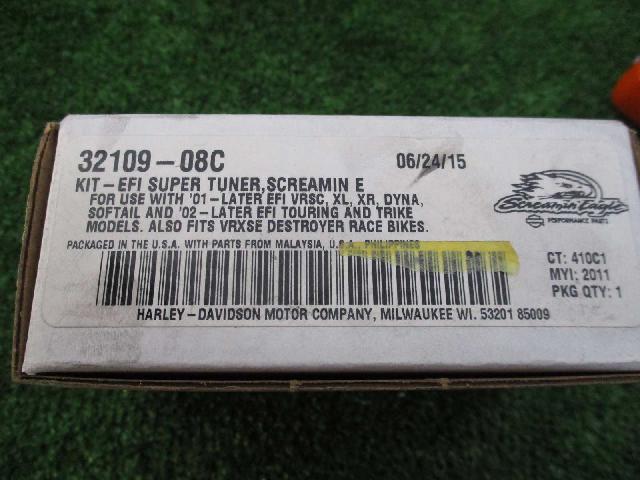 32109-08C 06/24/15
KIT-EFI SUPER TUNER,SCREAMIN E
FOR USE WITH '01-LATER EFI VRSC, XL, XR, DYNA,
SOFTAIL AND '02-LATER EFI TOURING AND TRIKE
MODELS. ALSO FITS VRXSE DESTROYER RACE BIKES.
Screamin Eagle
PERFORMANCE PARTS
PACKAGED IN THE U.S.A. WITH PARTS FROM MALAYSIA, U.S.A., PHILIPPINES
CT: 410C1
MYI: 2011
PKG QTY: 1
HARLEY-DAVIDSON MOTOR COMPANY, MILWAUKEE WI. 53201 85009